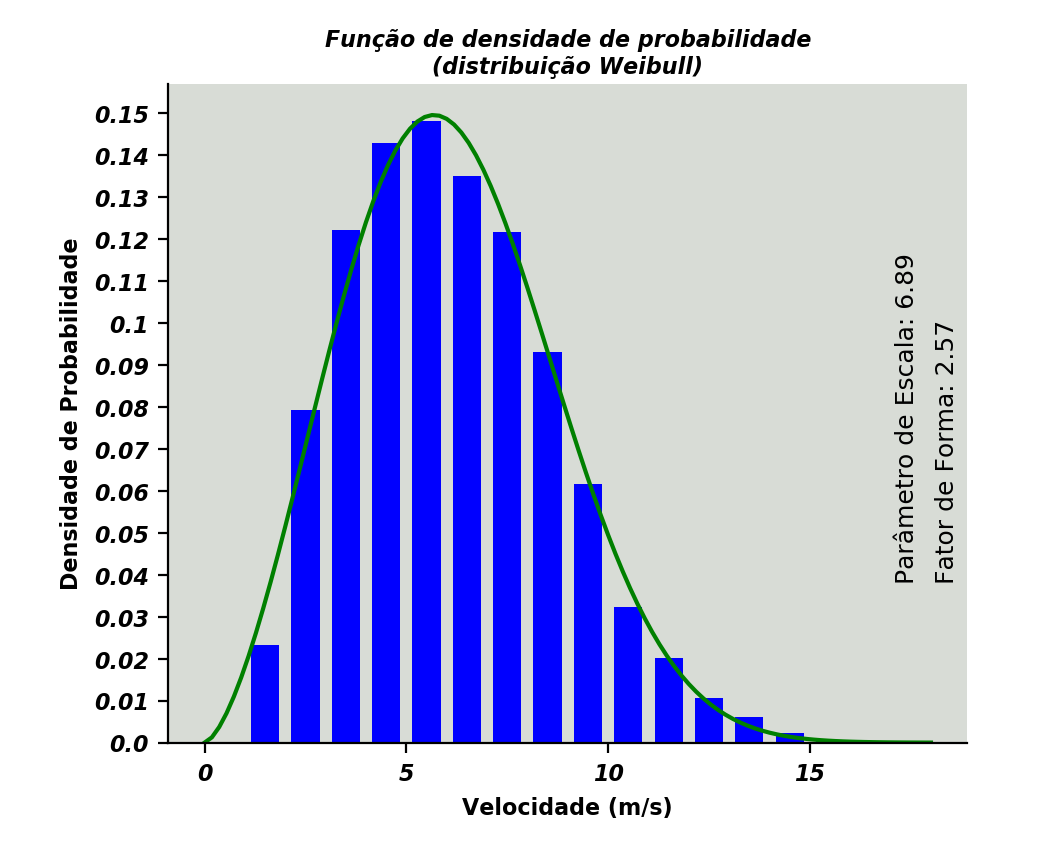 Função de densidade de probabilidade
(distribuição Weibull)
Densidade de Probabilidade
0.15
0.14
0.13
0.12
0.11
0.1
0.09
0.08
0.07
0.06
0.05
0.04
0.03
0.02
0.01
0.0
Parâmetro de Escala: 6.89
Fator de Forma: 2.57
0 5 10 15
Velocidade (m/s)